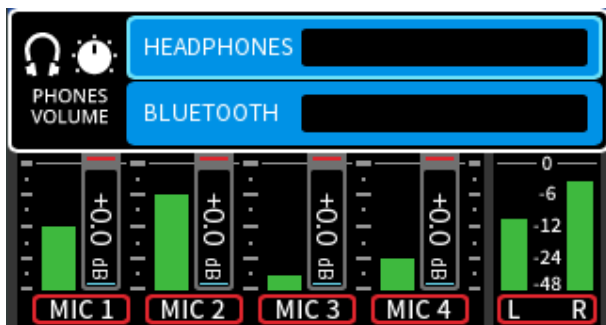 HEADPHONES
PHONES
VOLUME
BLUETOOTH
+0.0 dB
+0.0 dB
+0.0 dB
+0.0 dB
0
-6
-12
-24
-48
MIC 1
MIC 2
MIC 3
MIC 4
L R